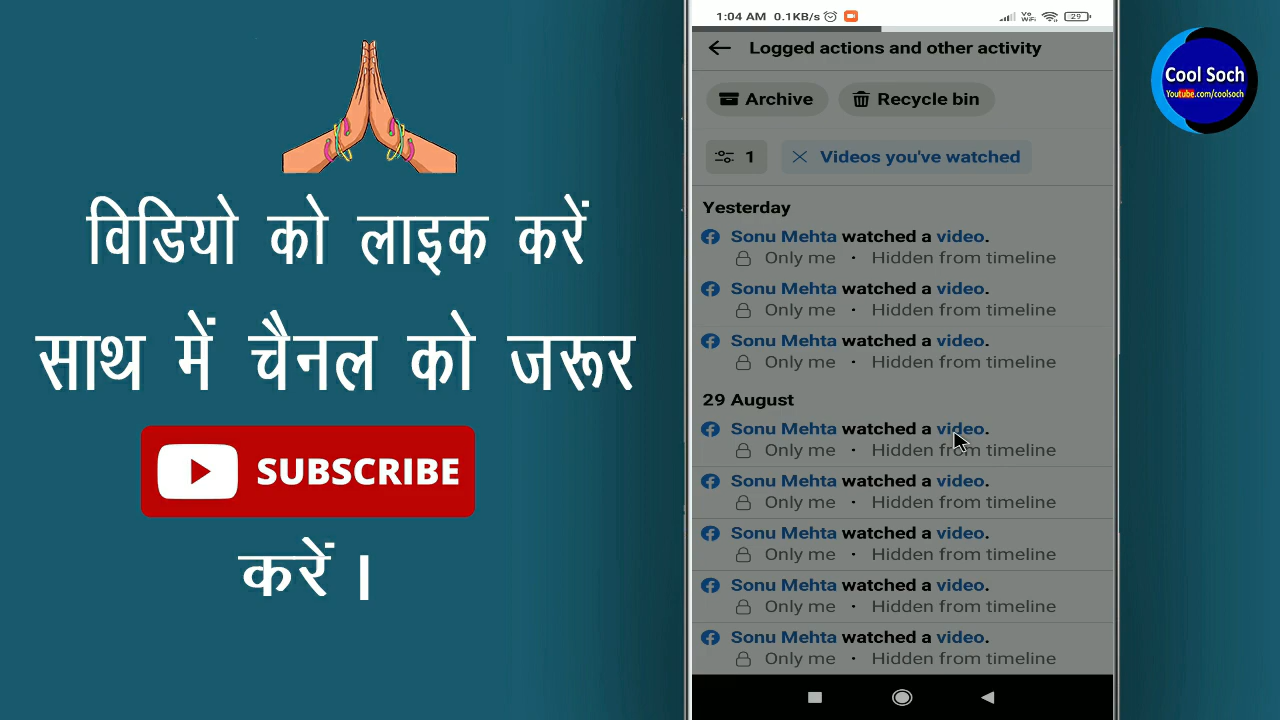 विडियो को लाइक करें
साथ में चैनल को जरूर
SUBSCRIBE
करें ।
1:04 AM 0.1KB/s Vo WiFi 29
Logged actions and other activity
Archive Recycle bin
1 Videos you've watched
Yesterday
Sonu Mehta watched a video.
Only me · Hidden from timeline
Sonu Mehta watched a video.
Only me · Hidden from timeline
Sonu Mehta watched a video.
Only me · Hidden from timeline
29 August
Sonu Mehta watched a video.
Only me · Hidden from timeline
Sonu Mehta watched a video.
Only me · Hidden from timeline
Sonu Mehta watched a video.
Only me · Hidden from timeline
Sonu Mehta watched a video.
Only me · Hidden from timeline
Sonu Mehta watched a video.
Only me · Hidden from timeline
Cool Soch
Youtube.com/coolsoch